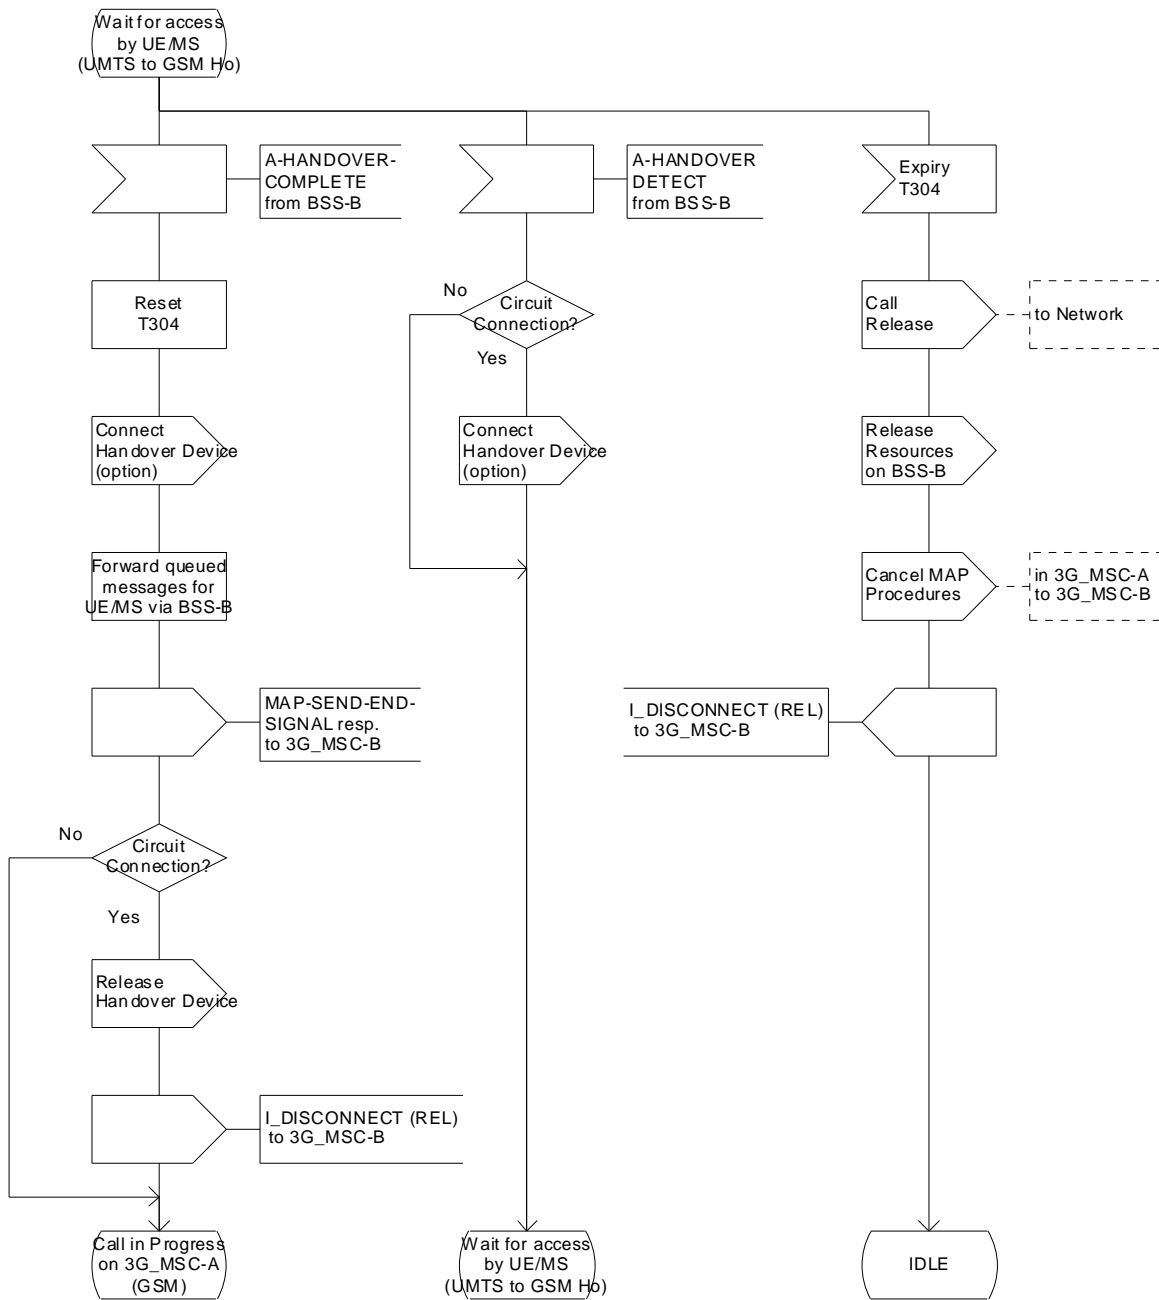 Wait for access
by UE/MS
(UMTS to GSM Ho)
A-HANDOVER-
COMPLETE
from BSS-B
A-HANDOVER
DETECT
from BSS-B
Expiry
T304
Reset
T304
No
Circuit
Connection?
Yes
Call
Release
to Network
Connect
Handover Device
(option)
Connect
Handover Device
(option)
Release
Resources
on BSS-B
Forward queued
messages for
UE/MS via BSS-B
Cancel MAP
Procedures
in 3G_MSC-A
to 3G_MSC-B
MAP-SEND-END-
SIGNAL resp.
to 3G_MSC-B
I_DISCONNECT (REL)
to 3G_MSC-B
No
Circuit
Connection?
Yes
Release
Handover Device
I_DISCONNECT (REL)
to 3G_MSC-B
Call in Progress
on 3G_MSC-A
(GSM)
Wait for access
by UE/MS
(UMTS to GSM Ho)
IDLE